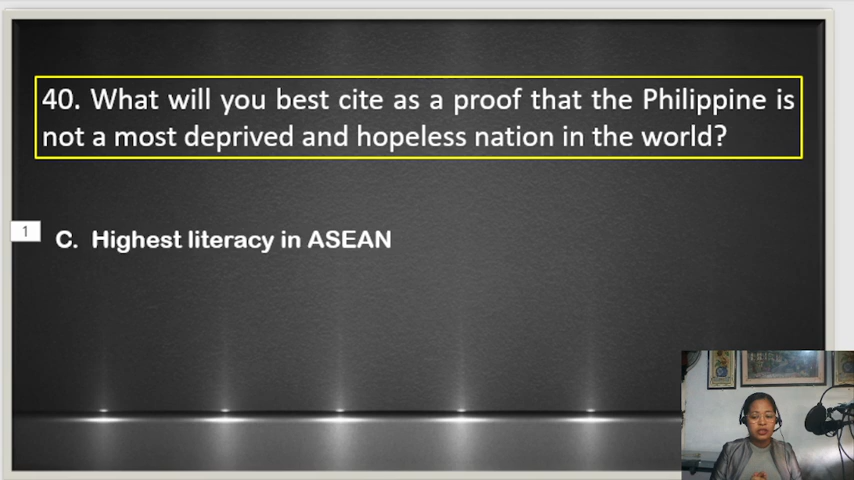 40. What will you best cite as a proof that the Philippine is
not a most deprived and hopeless nation in the world?
1
C. Highest literacy in ASEAN